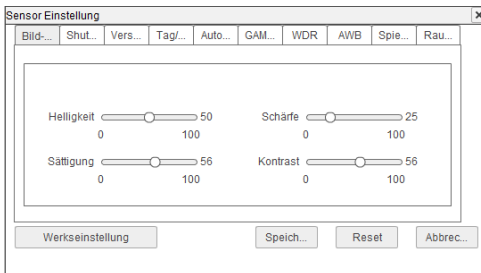 Sensor Einstellung x
Bild-... Shut... Vers... Tag/... Auto... GAM... WDR AWB Spie... Rau...
Helligkeit 50 Schärfe 25
0 100 0 100
Sättigung 56 Kontrast 56
0 100 0 100
Werkseinstellung Speich... Reset Abbrec...